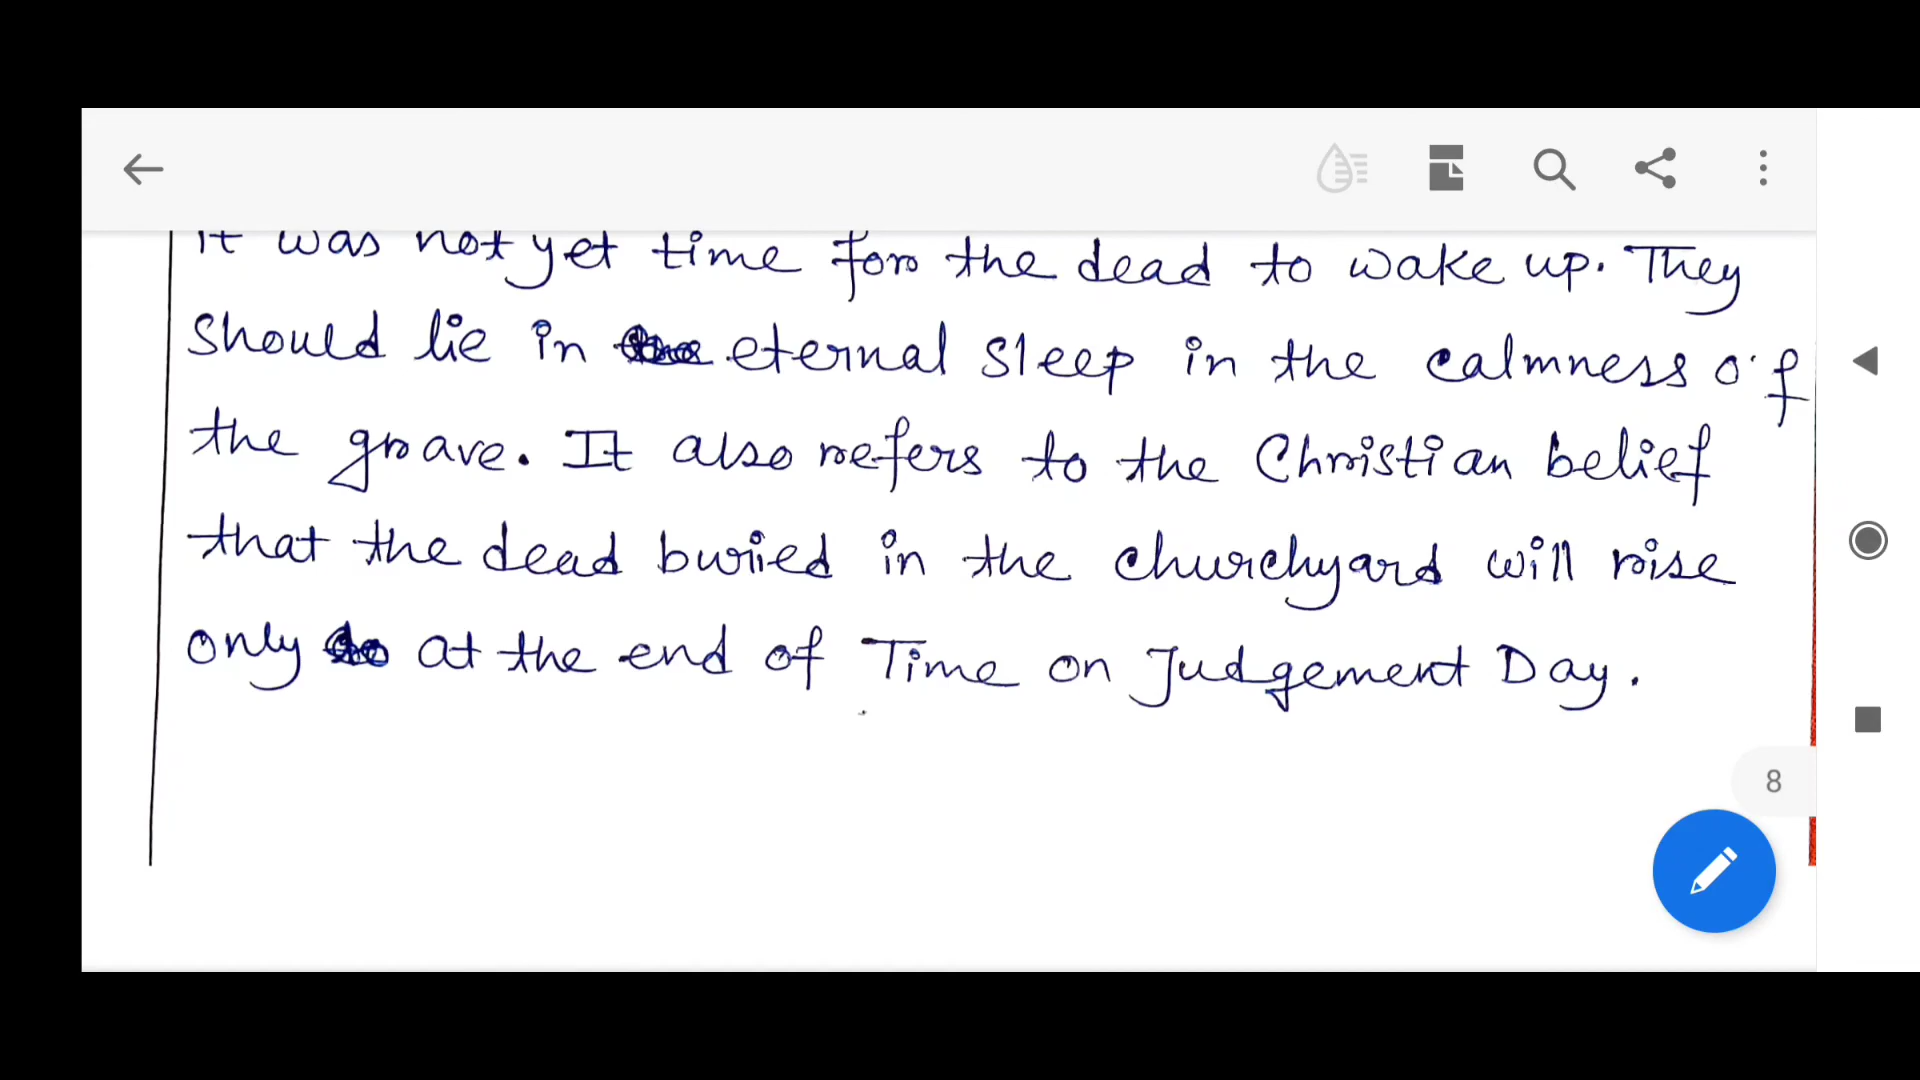 It was not yet time for the dead to wake up. They
should lie in eternal sleep in the calmness of
the grave. It also refers to the Christian belief
that the dead buried in the churchyard will rise
only at the end of Time on Judgement Day.
8